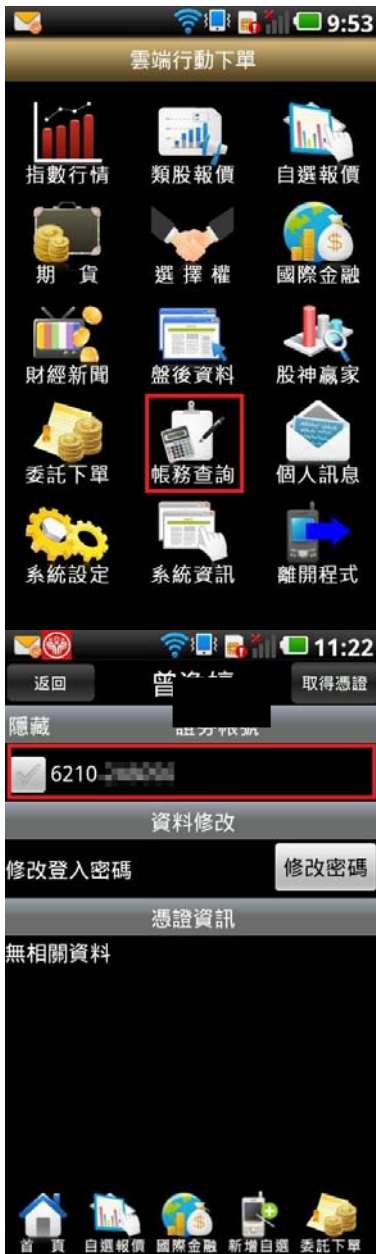 9:53
雲端行動下單
指數行情 類股報價 自選報價
期 貨 選 擇 權 國際金融
財經新聞 盤後資料 股神贏家
委託下單 帳務查詢 個人訊息
系統設定 系統資訊 離開程式
11:22
返回 曾 取得憑證
隱藏
6210
資料修改
修改登入密碼 修改密碼
憑證資訊
無相關資料
首 頁 自選報價 國際金融 新增自選 委託下單